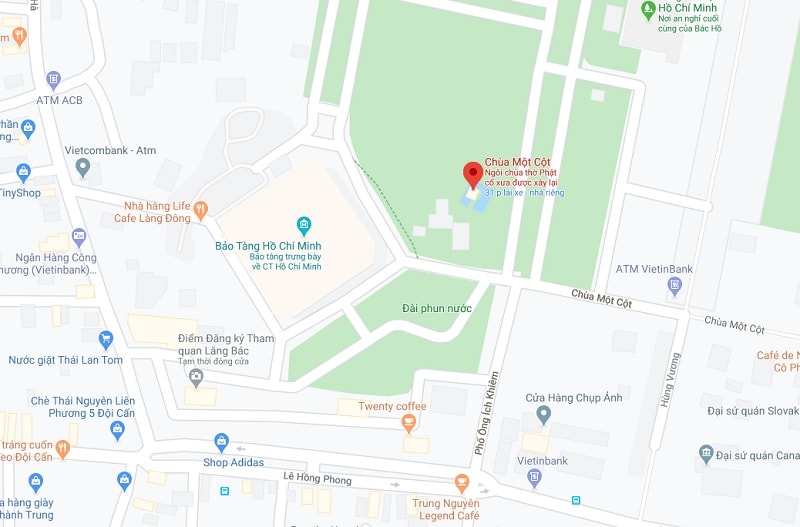 Hà
Hồ Chí Minh
Nơi an nghỉ cuối
cùng của Bác Hồ
ATM ACB
Vietcombank - Atm
TinyShop
Chùa Một Cột
Ngôi chùa thờ Phật
cổ xưa được xây lại
31 p lái xe - nhà riêng
Nhà hàng Life
Cafe Làng Đông
Bảo Tàng Hồ Chí Minh
Bảo tàng trưng bày
về CT Hồ Chí Minh
Ngân Hàng Công
hương (Vietinbank)...
ATM VietinBank
Chùa Một Cột
Chùa Một Cột
Đài phun nước
Điểm Đăng ký Tham
quan Lăng Bác
Tạm thời đóng cửa
Nước giặt Thái Lan Tom
Café de N
Cô Ph
Hùng Vương
Phố Ông Ích Khiêm
Chè Thái Nguyên Liên
Phương 5 Đội Cấn
Twenty coffee
Cửa Hàng Chụp Ảnh
Đại sứ quán Slovak
Đại sứ quán Cana
tráng cuốn
eo Đội Cấn
Shop Adidas
Lê Hồng Phong
Vietinbank
Trung Nguyên
Legend Café
a hàng giày
hành Trung